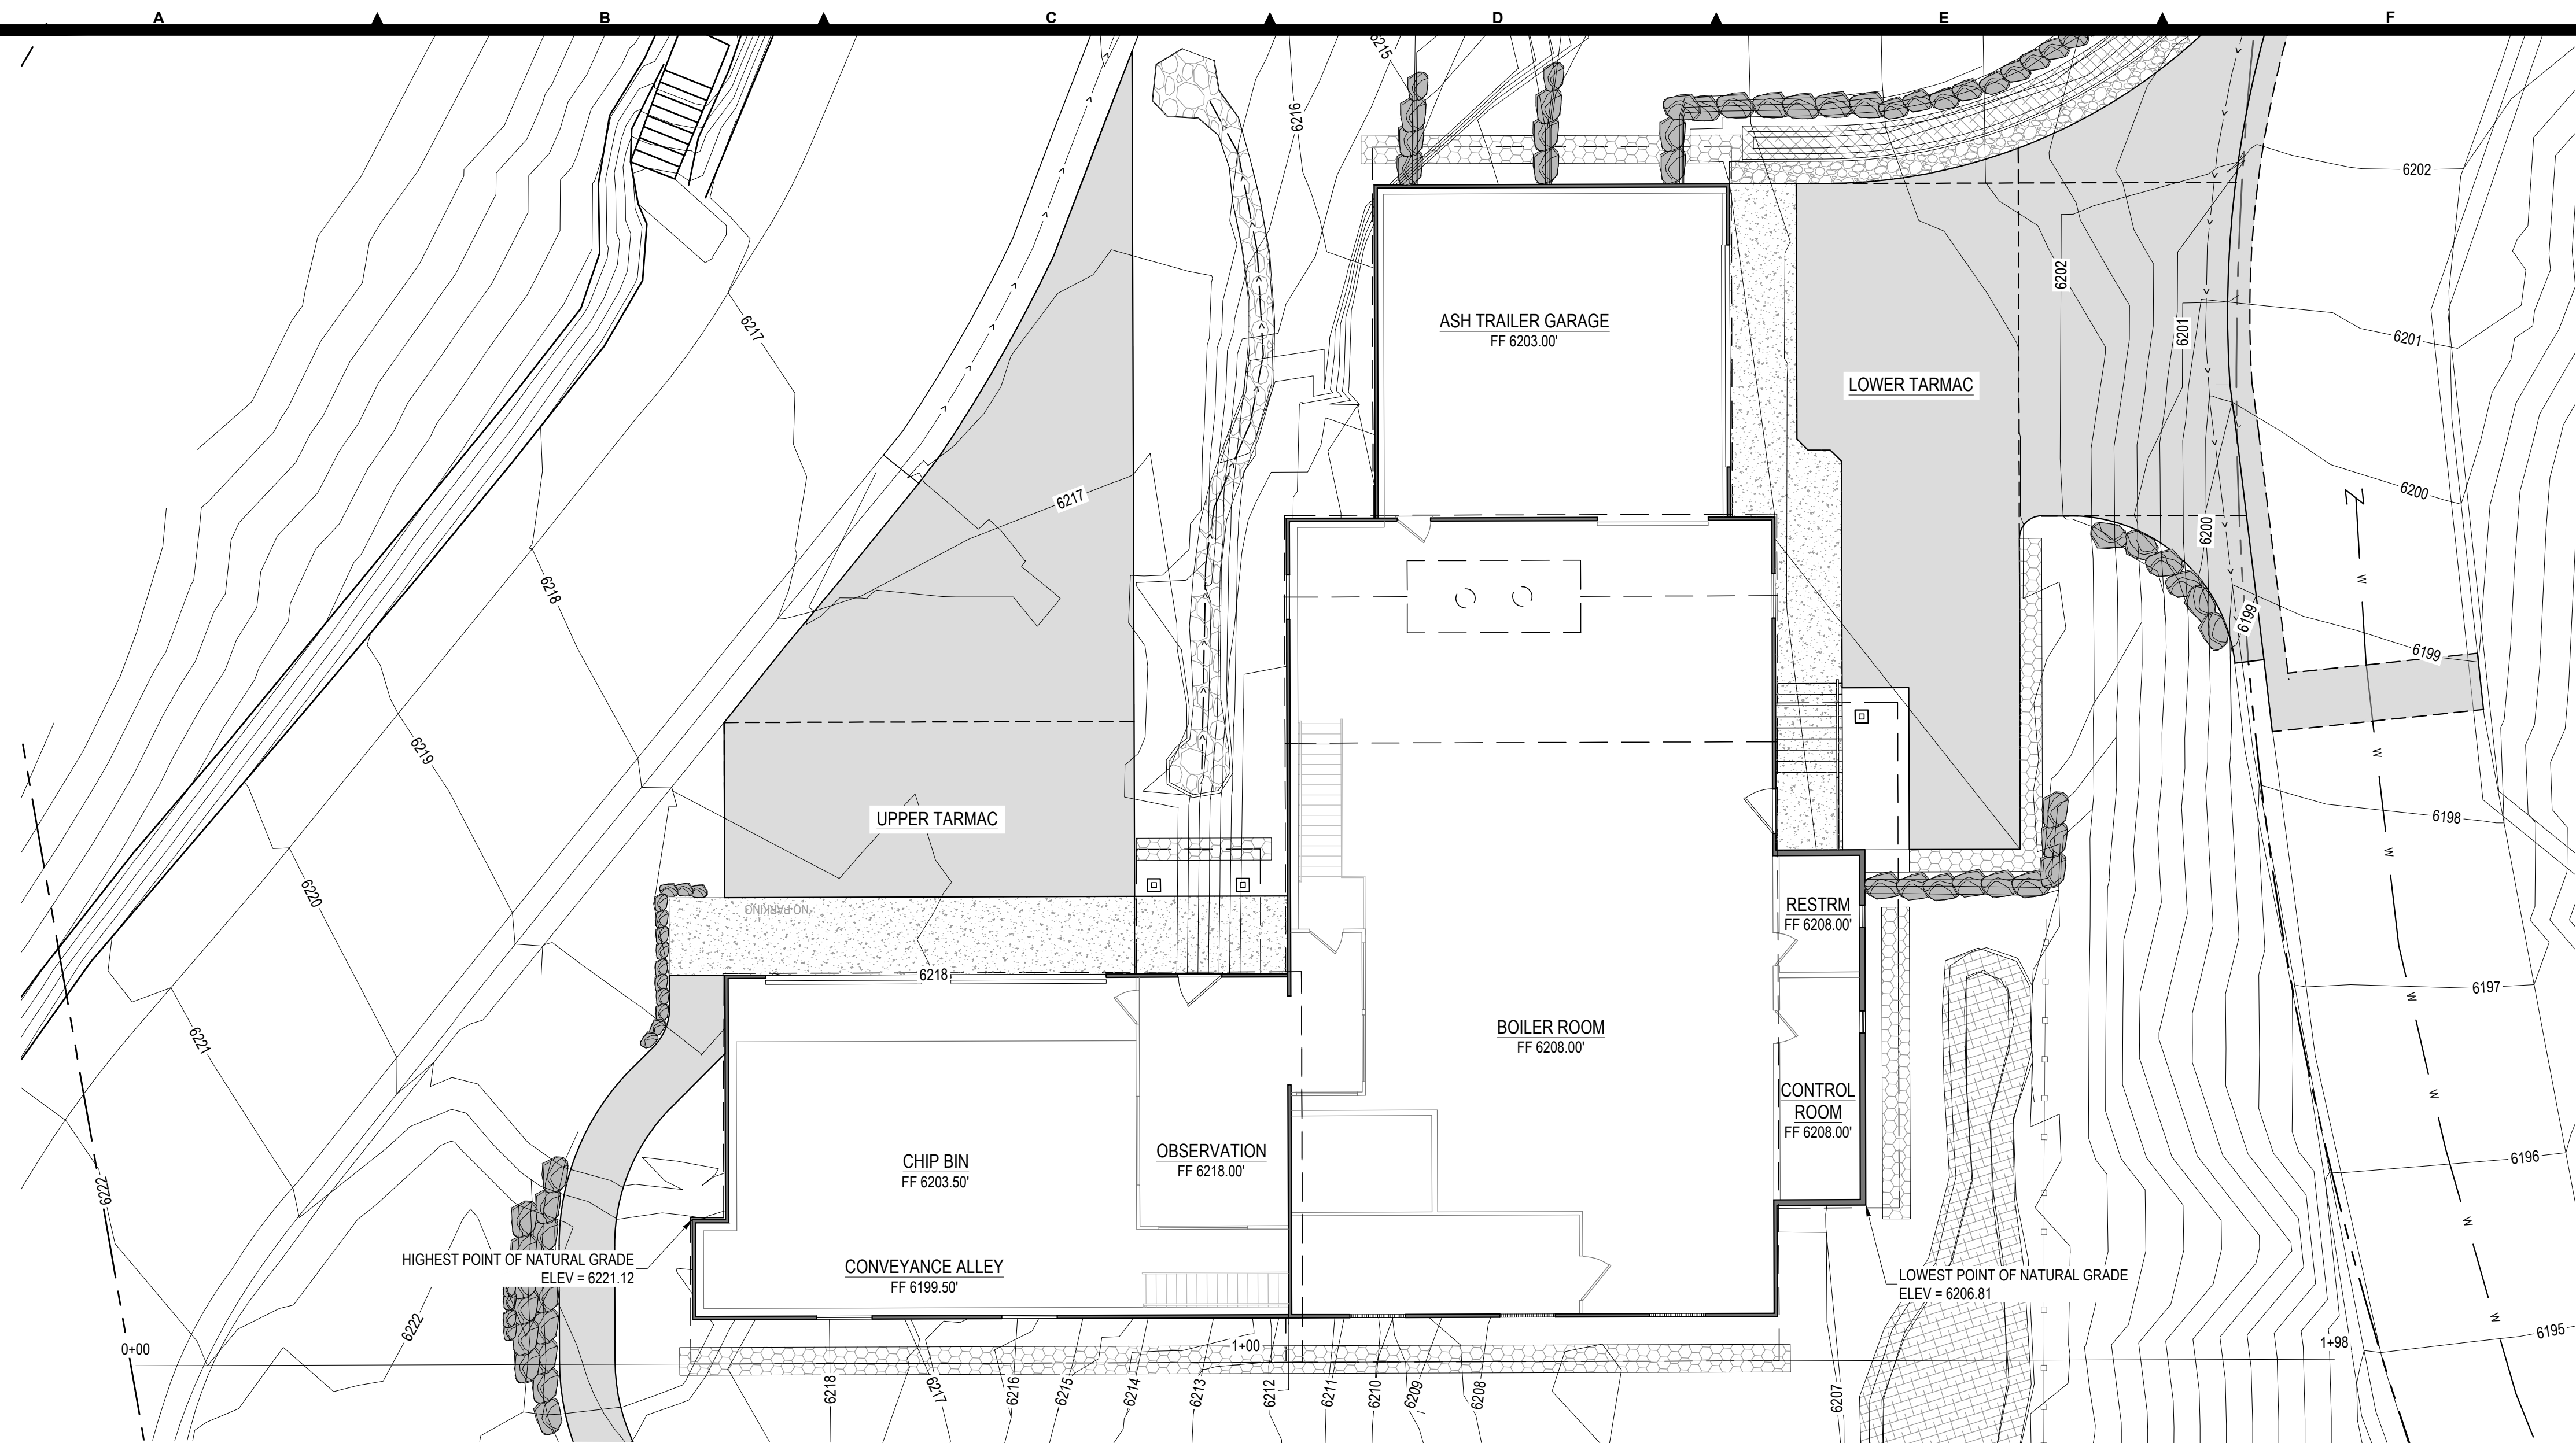 A
B
C
D
E
F
6215
6216
6202
6217
6202
6201
6201
ASH TRAILER GARAGE
FF 6203.00'
LOWER TARMAC
6217
6200
6200
Z
W
6218
6199
6199
6219
W
UPPER TARMAC
6198
W
6220
NO PARKING
RESTRM
FF 6208.00'
6218
6197
W
6221
BOILER ROOM
FF 6208.00'
CONTROL
ROOM
FF 6208.00'
W
OBSERVATION
FF 6218.00'
CHIP BIN
FF 6203.50'
6196
W
6222
HIGHEST POINT OF NATURAL GRADE
ELEV = 6221.12
CONVEYANCE ALLEY
FF 6199.50'
LOWEST POINT OF NATURAL GRADE
ELEV = 6206.81
W
6222
0+00
1+00
1+98
6195
6218
6217
6216
6215
6214
6213
6212
6211
6210
6209
6208
6207